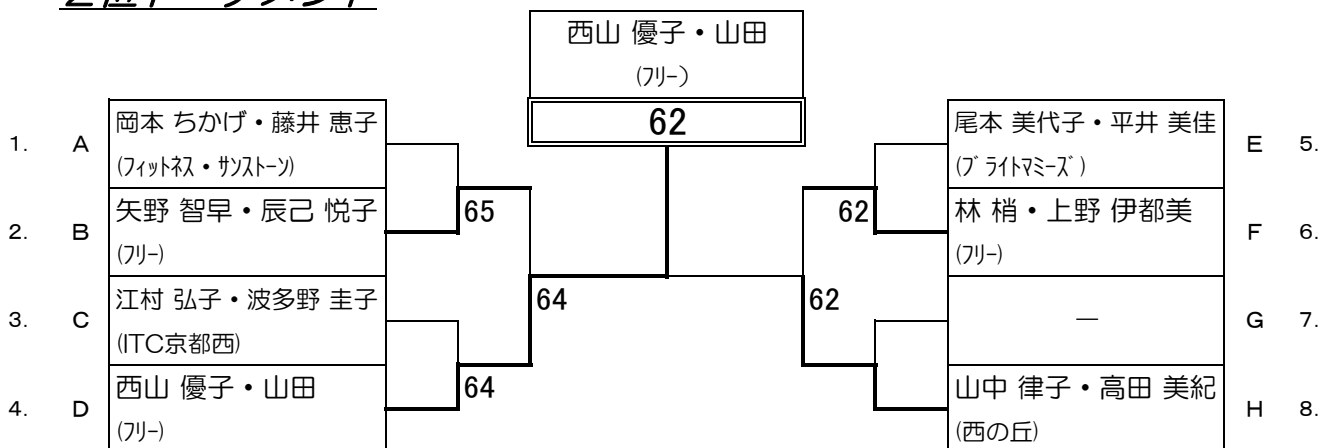 ２位トーナメント
西山 優子・山田
(ﾌﾘｰ)
62
1. A 岡本 ちかげ・藤井 恵子
(ﾌｨｯﾄﾈｽ・ｻﾝｽﾄｰﾝ)
2. B 矢野 智早・辰己 悦子
(ﾌﾘｰ)
65
3. C 江村 弘子・波多野 圭子
(ITC京都西)
4. D 西山 優子・山田
(ﾌﾘｰ)
64
64
尾本 美代子・平井 美佳 E 5.
(ﾌﾞﾗｲﾄﾏﾐｰｽﾞ)
62
林 梢・上野 伊都美 F 6.
(ﾌﾘｰ)
62
― G 7.
山中 律子・高田 美紀 H 8.
(西の丘)